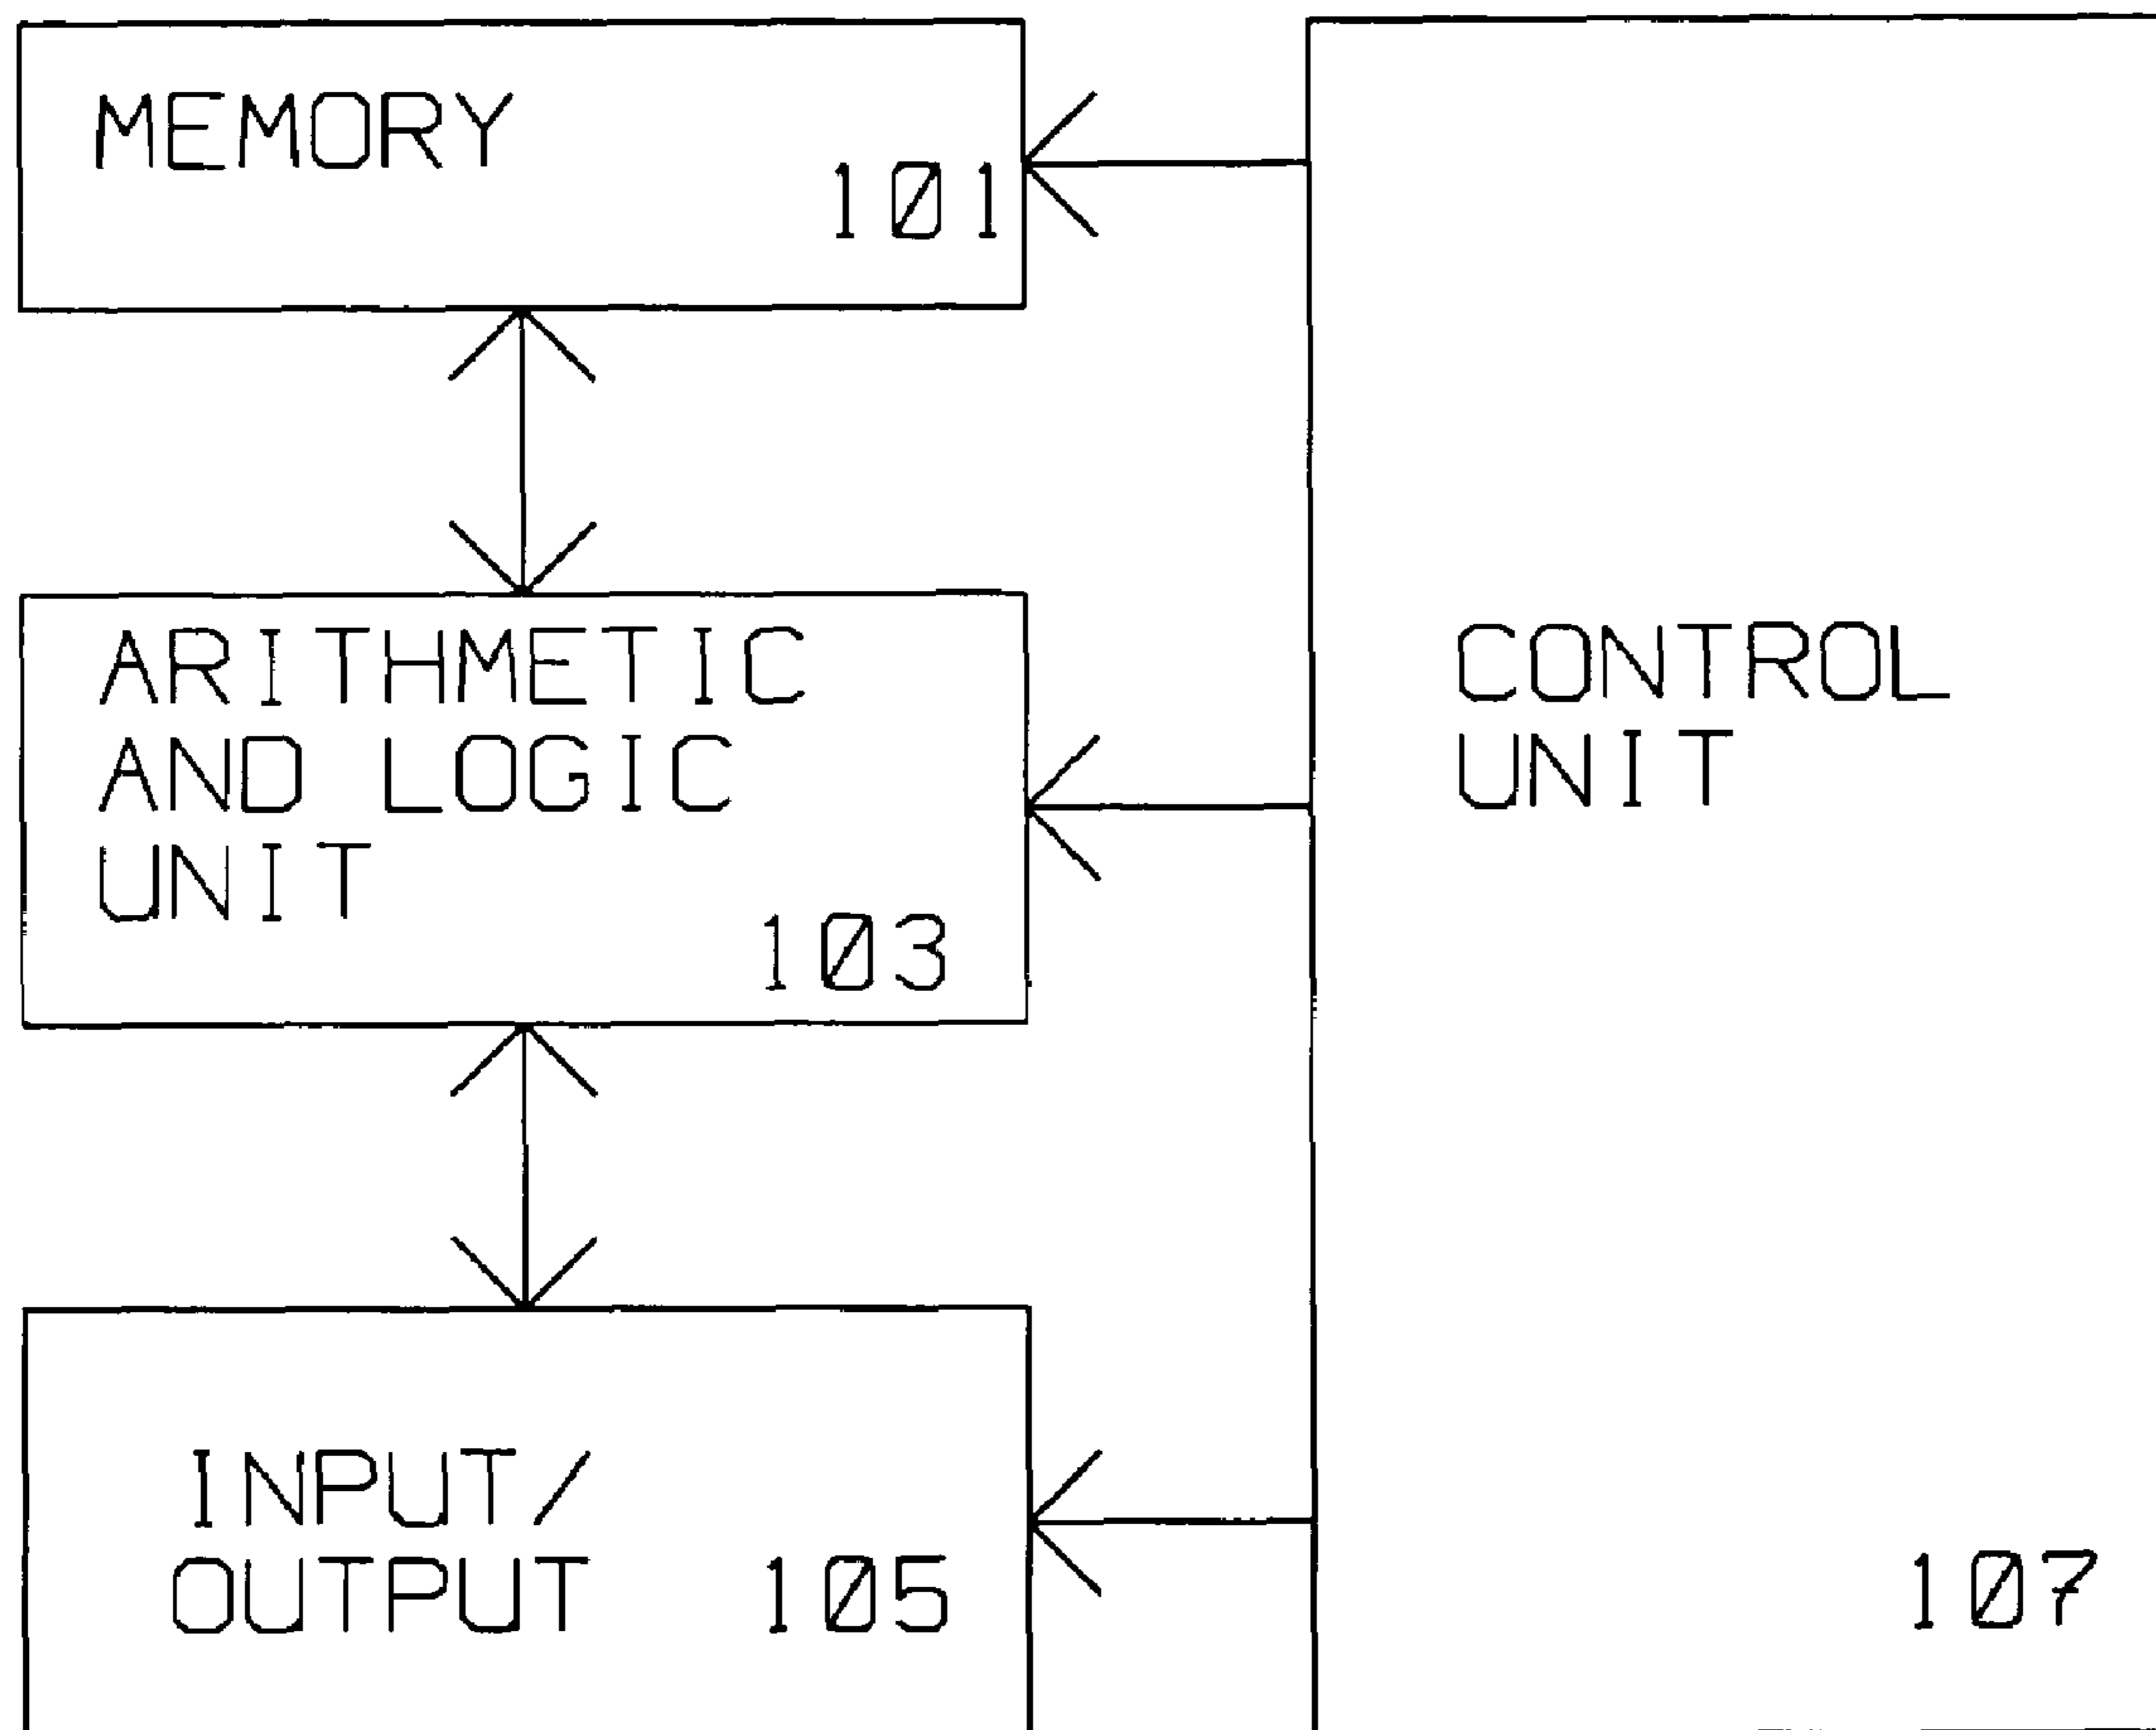 MEMORY
101
ARITHMETIC
AND LOGIC
UNIT
103
INPUT/
OUTPUT 105
CONTROL
UNIT
107